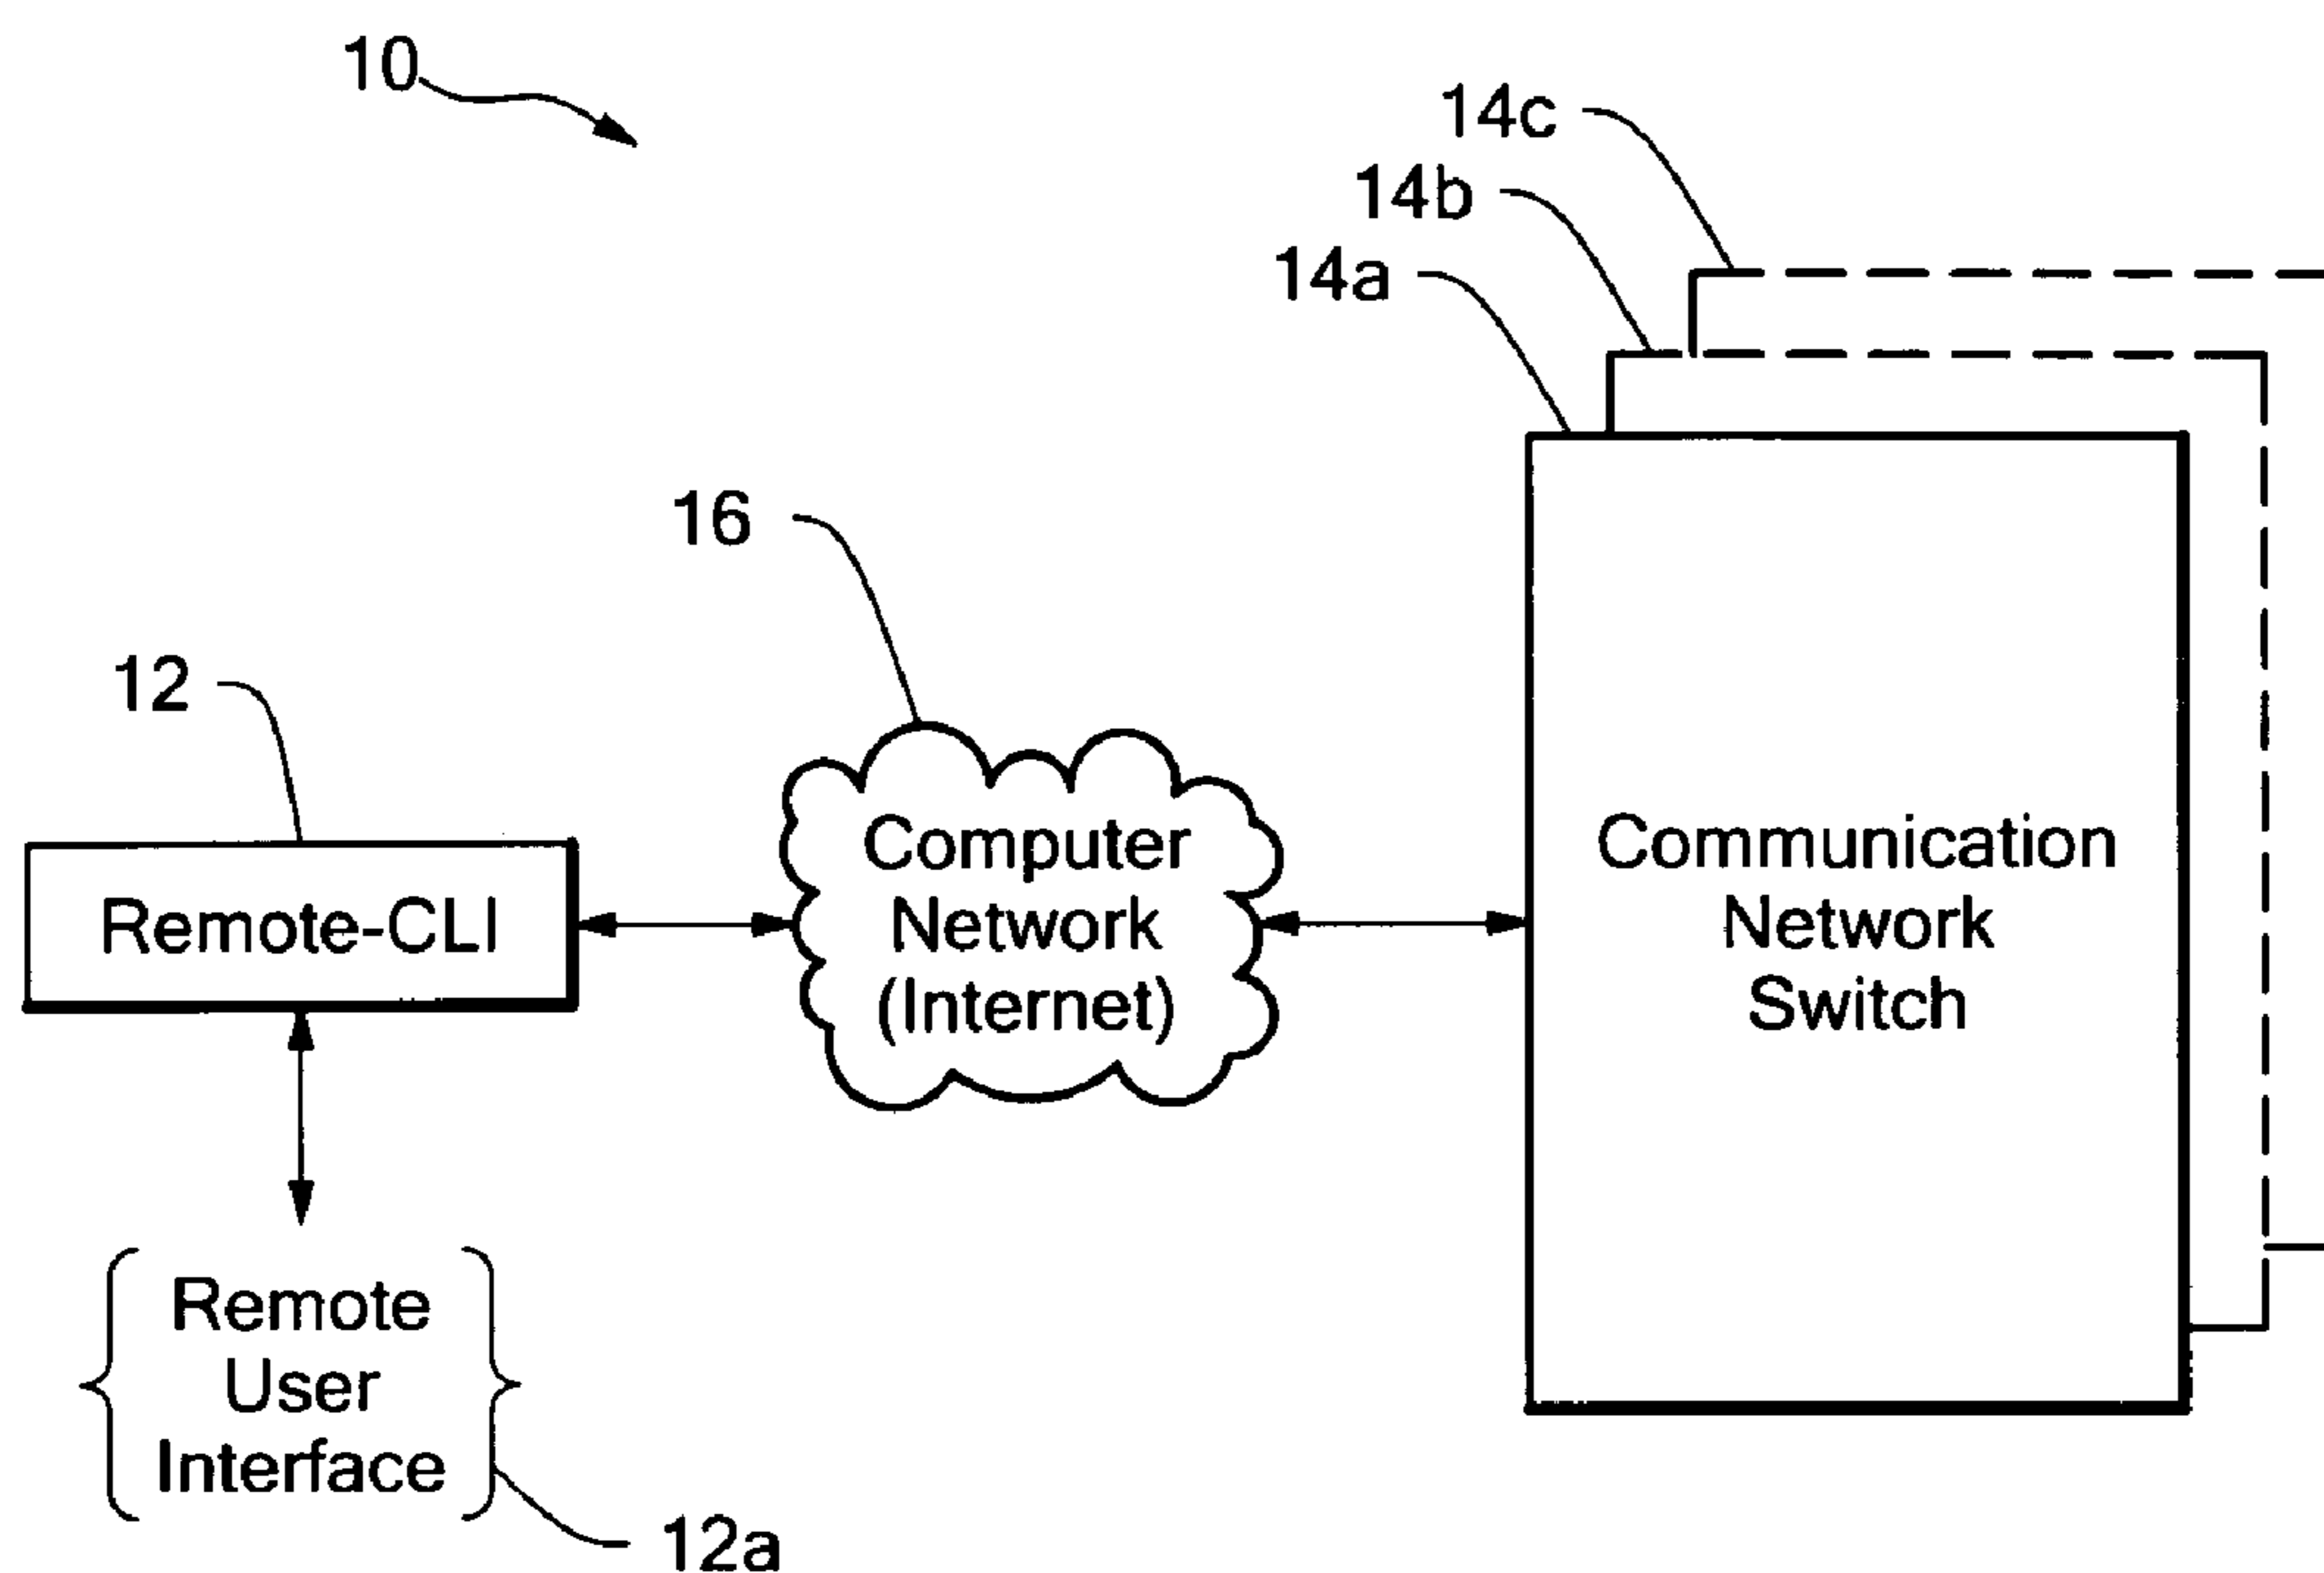 10
14c
14b
14a
16
12
Computer
Network
(Internet)
Communication
Network
Switch
Remote-CLI
Remote
User
Interface
12a